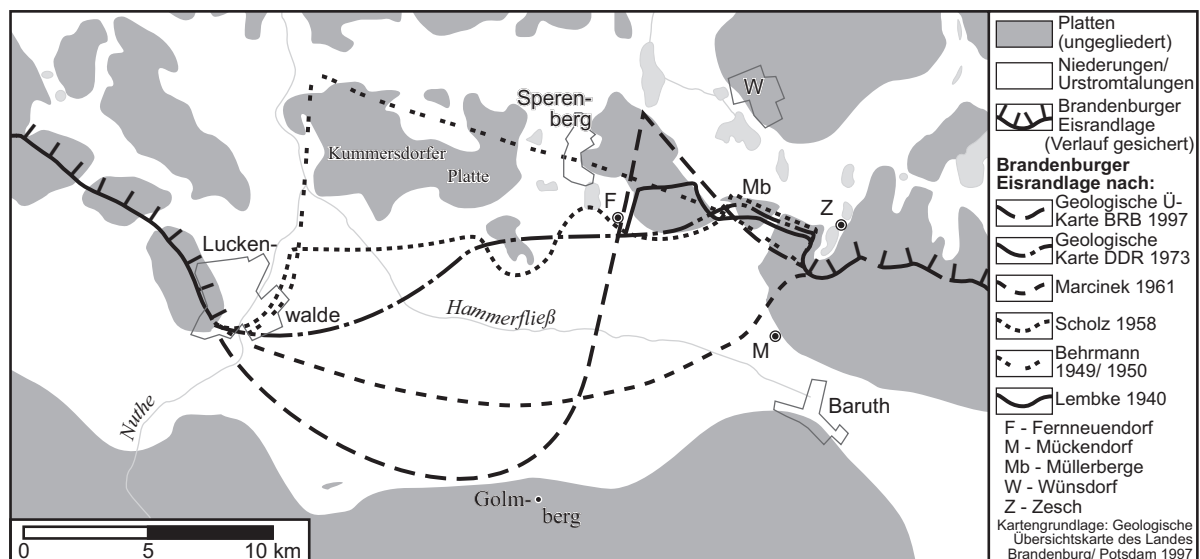 Speren-
berg
W
Kummersdorfer
Platte
F
Mb
Z
Lucken-
walde
Hammerfließ
M
Nuthe
Baruth
Golm-
berg
0 5 10 km
Platten
(ungegliedert)
Niederungen/
Urstromtalungen
Brandenburger
Eisrandlage
(Verlauf gesichert)
Brandenburger
Eisrandlage nach:
Geologische Ü-
Karte BRB 1997
Geologische
Karte DDR 1973
Marcinek 1961
Scholz 1958
Behrmann
1949/ 1950
Lembke 1940
F - Fernneuendorf
M - Mückendorf
Mb - Müllerberge
W - Wünsdorf
Z - Zesch
Kartengrundlage: Geologische
Übersichtskarte des Landes
Brandenburg/ Potsdam 1997